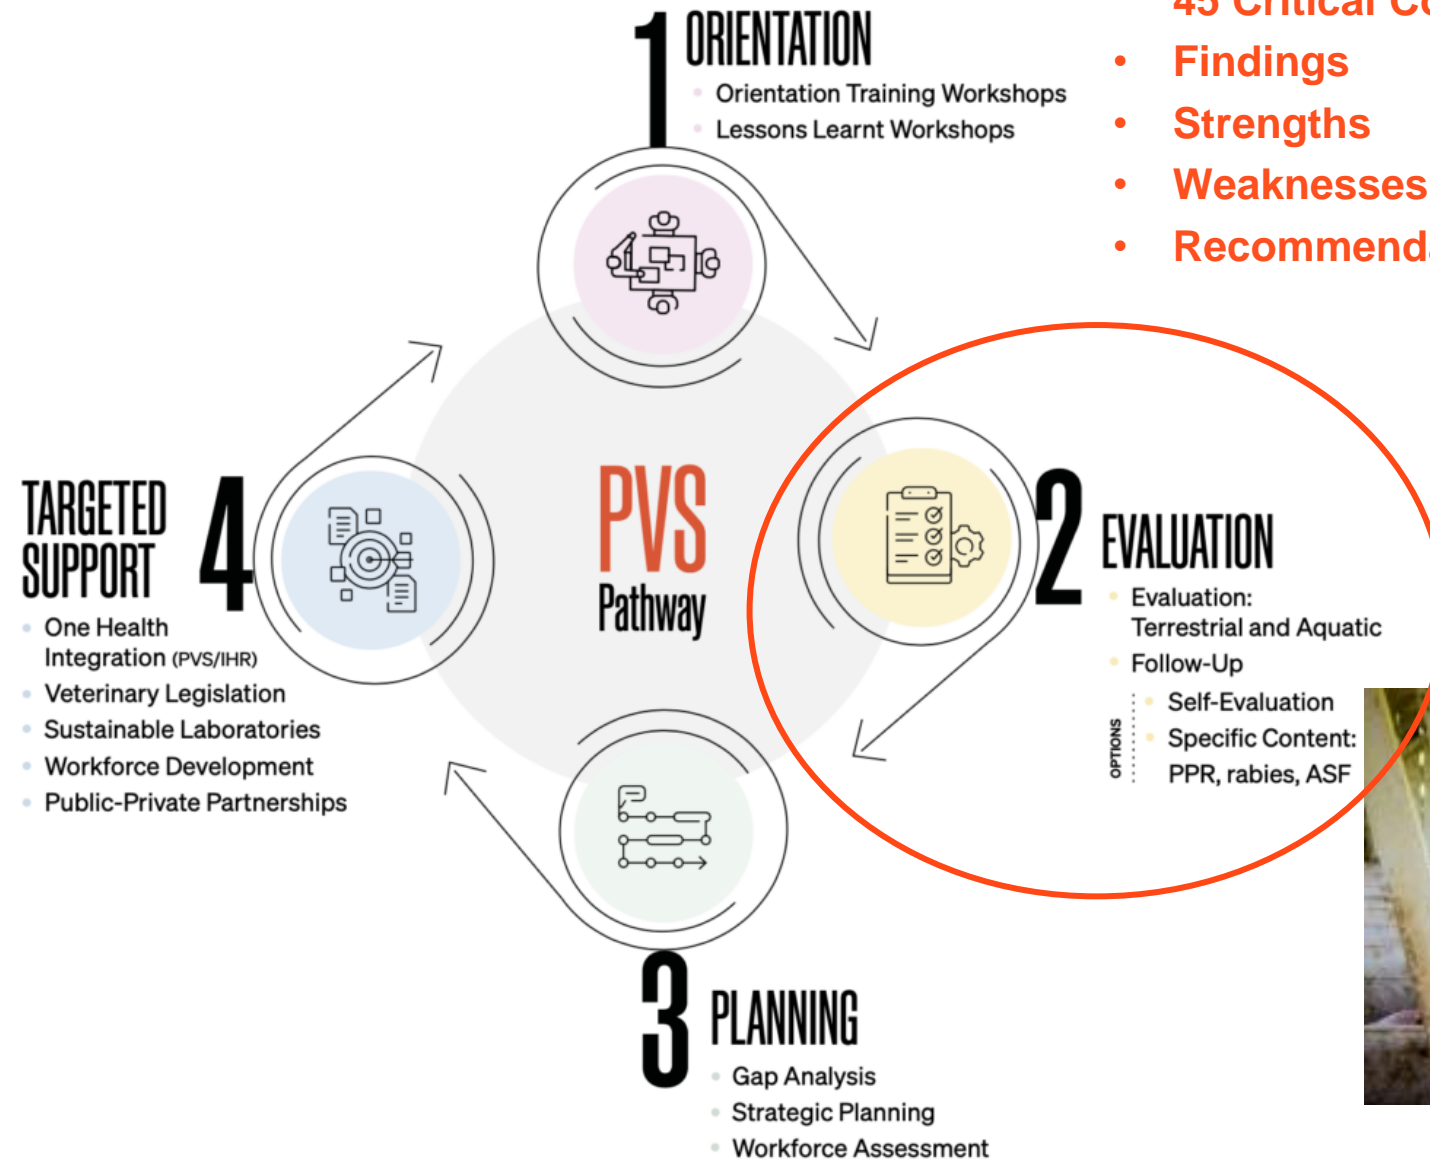 1 ORIENTATION
Orientation Training Workshops
Lessons Learnt Workshops
45 Critical
Findings
Strengths
Weaknesses
PVS
Pathway
2 EVALUATION
Evaluation:
Terrestrial and Aquatic
Follow-Up
OPTIONS
Self-Evaluation
Specific Content:
PPR, rabies, ASF
3 PLANNING
Gap Analysis
Strategic Planning
Workforce Assessment
TARGETED
SUPPORT
4
One Health
Integration (PVS/IHR)
Veterinary Legislation
Sustainable Laboratories
Workforce Development
Public-Private Partnerships